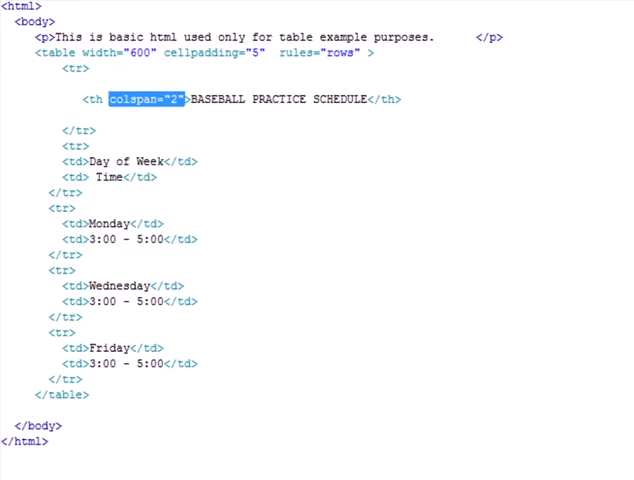 <html>
<body>
<p>This is basic html used only for table example purposes. </p>
<table width="600" cellpadding="5" rules="rows" >
<tr>
<th colspan="2">BASEBALL PRACTICE SCHEDULE</th>
</tr>
<tr>
<td>Day of Week</td>
<td> Time</td>
</tr>
<tr>
<td>Monday</td>
<td>3:00 - 5:00</td>
</tr>
<tr>
<td>Wednesday</td>
<td>3:00 - 5:00</td>
</tr>
<tr>
<td>Friday</td>
<td>3:00 - 5:00</td>
</tr>
</table>
</body>
</html>